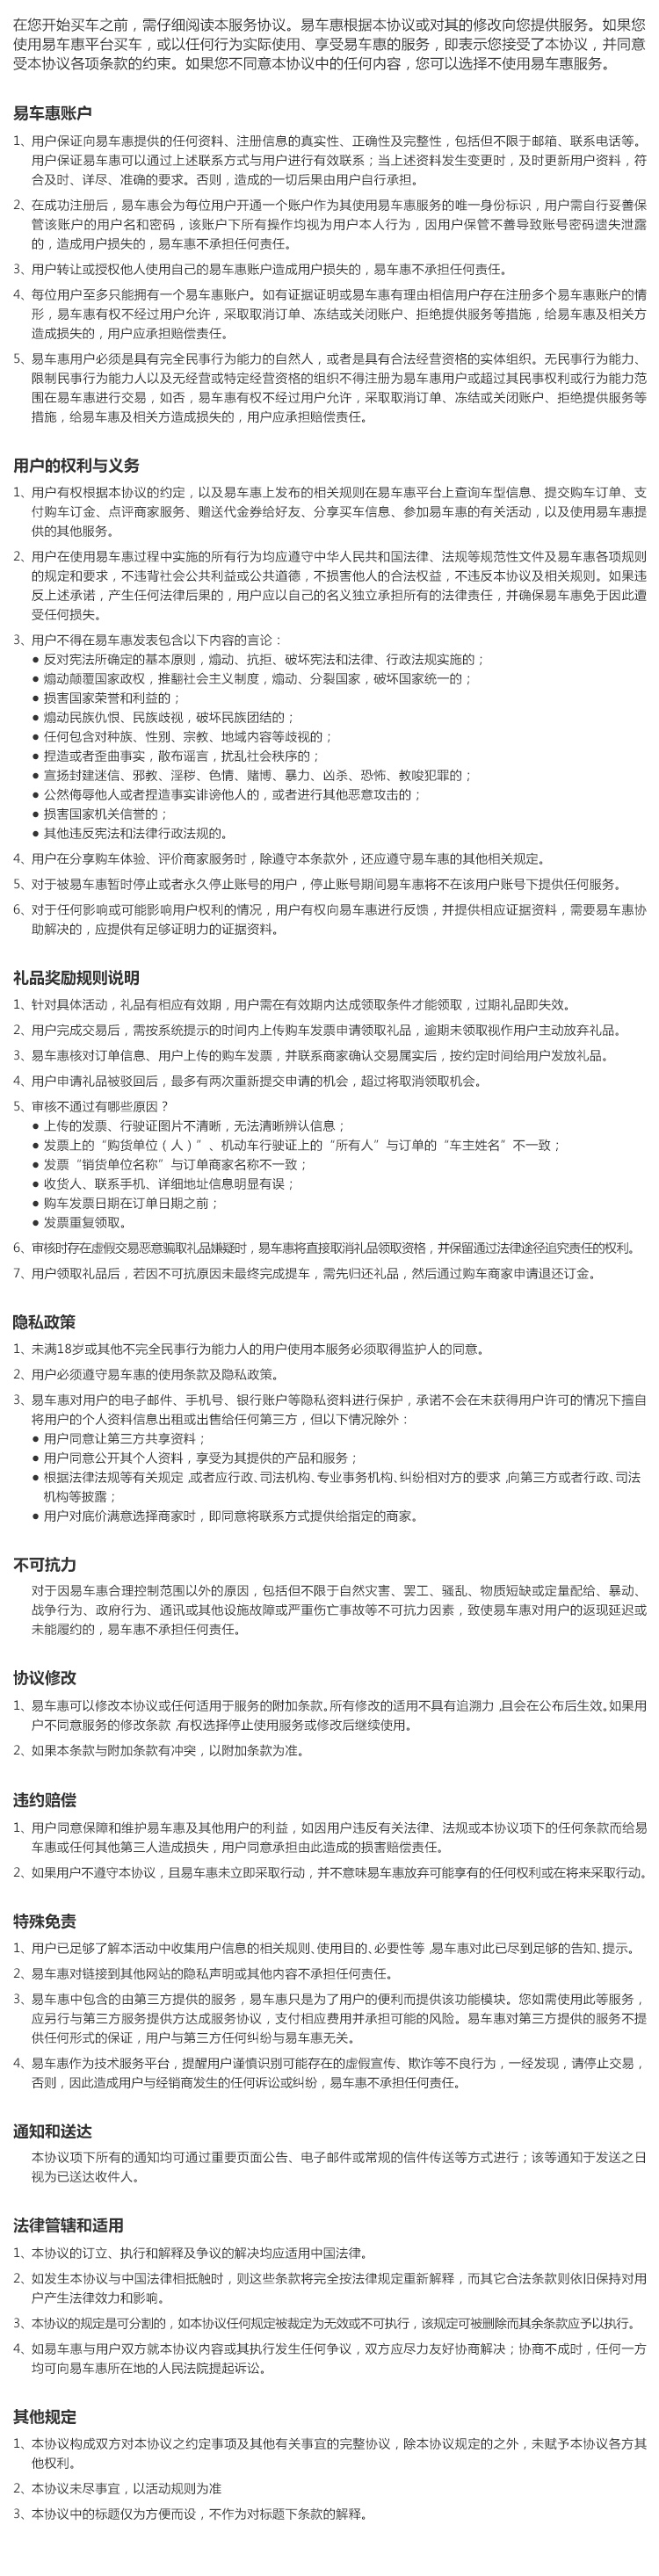 在您开始买车之前，需仔细阅读本服务协议。易车惠根据本协议或对其的修改向您提供服务。如果您
使用易车惠平台买车，或以任何行为实际使用、享受易车惠的服务，即表示您接受了本协议，并同意
受本协议各项条款的约束。如果您不同意本协议中的任何内容，您可以选择不使用易车惠服务。
易车惠账户
1、用户保证向易车惠提供的任何资料、注册信息的真实性、正确性及完整性，包括但不限于邮箱、联系电话等。
用户保证易车惠可以通过上述联系方式与用户进行有效联系；当上述资料发生变更时，及时更新用户资料，符
合及时、详尽、准确的要求。否则，造成的一切后果由用户自行承担。
2、在成功注册后，易车惠会为每位用户开通一个账户作为其使用易车惠服务的唯一身份标识，用户需自行妥善保
管该账户的用户名和密码，该账户下所有操作均视为用户本人行为，因用户保管不善导致账号密码遗失泄露
的，造成用户损失的，易车惠不承担任何责任。
3、用户转让或授权他人使用自己的易车惠账户造成用户损失的，易车惠不承担任何责任。
4、每位用户至多只能拥有一个易车惠账户。如有证据证明或易车惠有理由相信用户存在注册多个易车惠账户的情
形，易车惠有权不经过用户允许，采取取消订单、冻结或关闭账户、拒绝提供服务等措施，给易车惠及相关方
造成损失的，用户应承担赔偿责任。
5、易车惠用户必须是具有完全民事行为能力的自然人，或者是具有合法经营资格的实体组织。无民事行为能力、
限制民事行为能力人以及无经营或特定经营资格的组织不得注册为易车惠用户或超过其民事权利或行为能力范
围在易车惠进行交易，如否，易车惠有权不经过用户允许，采取取消订单、冻结或关闭账户、拒绝提供服务等
措施，给易车惠及相关方造成损失的，用户应承担赔偿责任。
用户的权利与义务
1、用户有权根据本协议的约定，以及易车惠上发布的相关规则在易车惠平台上查询车型信息、提交购车订单、支
付购车订金、点评商家服务、赠送代金券给好友、分享买车信息、参加易车惠的有关活动，以及使用易车惠提
供的其他服务。
2、用户在使用易车惠过程中实施的所有行为均应遵守中华人民共和国法律、法规等规范性文件及易车惠各项规则
的规定和要求，不违背社会公共利益或公共道德，不损害他人的合法权益，不违反本协议及相关规则。如果违
反上述承诺，产生任何法律后果的，用户应以自己的名义独立承担所有的法律责任，并确保易车惠免于因此遭
受任何损失。
3、用户不得在易车惠发表包含以下内容的言论：
● 反对宪法所确定的基本原则，煽动、抗拒、破坏宪法和法律、行政法规实施的；
● 煽动颠覆国家政权，推翻社会主义制度，煽动、分裂国家，破坏国家统一的；
● 损害国家荣誉和利益的；
● 煽动民族仇恨、民族歧视，破坏民族团结的；
● 任何包含对种族、性别、宗教、地域内容等歧视的；
● 捏造或者歪曲事实，散布谣言，扰乱社会秩序的；
● 宣扬封建迷信、邪教、淫秽、色情、赌博、暴力、凶杀、恐怖、教唆犯罪的；
● 公然侮辱他人或者捏造事实诽谤他人的，或者进行其他恶意攻击的；
● 损害国家机关信誉的；
● 其他违反宪法和法律行政法规的。
4、用户在分享购车体验、评价商家服务时，除遵守本条款外，还应遵守易车惠的其他相关规定。
5、对于被易车惠暂时停止或者永久停止账号的用户，停止账号期间易车惠将不在该用户账号下提供任何服务。
6、对于任何影响或可能影响用户权利的情况，用户有权向易车惠进行反馈，并提供相应证据资料，需要易车惠协
助解决的，应提供有足够证明力的证据资料。
礼品奖励规则说明
1、针对具体活动，礼品有相应有效期，用户需在有效期内达成领取条件才能领取，过期礼品即失效。
2、用户完成交易后，需按系统提示的时间内上传购车发票申请领取礼品，逾期未领取视作用户主动放弃礼品。
3、易车惠核对订单信息、用户上传的购车发票，并联系商家确认交易属实后，按约定时间给用户发放礼品。
4、用户申请礼品被驳回后，最多有两次重新提交申请的机会，超过将取消领取机会。
5、审核不通过有哪些原因？
● 上传的发票、行驶证图片不清晰，无法清晰辨认信息；
● 发票上的“购货单位（人）”、机动车行驶证上的“所有人”与订单的“车主姓名”不一致；
● 发票“销货单位名称”与订单商家名称不一致；
● 收货人、联系手机、详细地址信息明显有误；
● 购车发票日期在订单日期之前；
● 发票重复领取。
6、审核时存在虚假交易恶意骗取礼品嫌疑时，易车惠将直接取消礼品领取资格，并保留通过法律途径追究责任的权利。
7、用户领取礼品后，若因不可抗原因未最终完成提车，需先归还礼品，然后通过购车商家申请退还订金。
隐私政策
1、未满18岁或其他不完全民事行为能力人的用户使用本服务必须取得监护人的同意。
2、用户必须遵守易车惠的使用条款及隐私政策。
3、易车惠对用户的电子邮件、手机号、银行账户等隐私资料进行保护，承诺不会在未获得用户许可的情况下擅自
将用户的个人资料信息出租或出售给任何第三方，但以下情况除外：
● 用户同意让第三方共享资料；
● 用户同意公开其个人资料，享受为其提供的产品和服务；
● 根据法律法规等有关规定，或者应行政、司法机构、专业事务机构、纠纷相对方的要求，向第三方或者行政、司法
机构等披露；
● 用户对底价满意选择商家时，即同意将联系方式提供给指定的商家。
不可抗力
对于因易车惠合理控制范围以外的原因，包括但不限于自然灾害、罢工、骚乱、物质短缺或定量配给、暴动、
战争行为、政府行为、通讯或其他设施故障或严重伤亡事故等不可抗力因素，致使易车惠对用户的返现延迟或
未能履约的，易车惠不承担任何责任。
协议修改
1、易车惠可以修改本协议或任何适用于服务的附加条款。所有修改的适用不具有追溯力，且会在公布后生效。如果用
户不同意服务的修改条款，有权选择停止使用服务或修改后继续使用。
2、如果本条款与附加条款有冲突，以附加条款为准。
违约赔偿
1、用户同意保障和维护易车惠及其他用户的利益，如因用户违反有关法律、法规或本协议项下的任何条款而给易
车惠或任何其他第三人造成损失，用户同意承担由此造成的损害赔偿责任。
2、如果用户不遵守本协议，且易车惠未立即采取行动，并不意味易车惠放弃可能享有的任何权利或在将来采取行动。
特殊免责
1、用户已足够了解本活动中收集用户信息的相关规则、使用目的、必要性等，易车惠对此已尽到足够的告知、提示。
2、易车惠对链接到其他网站的隐私声明或其他内容不承担任何责任。
3、易车惠中包含的由第三方提供的服务，易车惠只是为了用户的便利而提供该功能模块。您如需使用此等服务，
应另行与第三方服务提供方达成服务协议，支付相应费用并承担可能的风险。易车惠对第三方提供的服务不提
供任何形式的保证，用户与第三方任何纠纷与易车惠无关。
4、易车惠作为技术服务平台，提醒用户谨慎识别可能存在的虚假宣传、欺诈等不良行为，一经发现，请停止交易，
否则，因此造成用户与经销商发生的任何诉讼或纠纷，易车惠不承担任何责任。
通知和送达
本协议项下所有的通知均可通过重要页面公告、电子邮件或常规的信件传送等方式进行；该等通知于发送之日
视为已送达收件人。
法律管辖和适用
1、本协议的订立、执行和解释及争议的解决均应适用中国法律。
2、如发生本协议与中国法律相抵触时，则这些条款将完全按法律规定重新解释，而其它合法条款则依旧保持对用
户产生法律效力和影响。
3、本协议的规定是可分割的，如本协议任何规定被裁定为无效或不可执行，该规定可被删除而其余条款应予以执行。
4、如易车惠与用户双方就本协议内容或其执行发生任何争议，双方应尽力友好协商解决；协商不成时，任何一方
均可向易车惠所在地的人民法院提起诉讼。
其他规定
1、本协议构成双方对本协议之约定事项及其他有关事宜的完整协议，除本协议规定的之外，未赋予本协议各方其
他权利。
2、本协议未尽事宜，以活动规则为准
3、本协议中的标题仅为方便而设，不作为对标题下条款的解释。